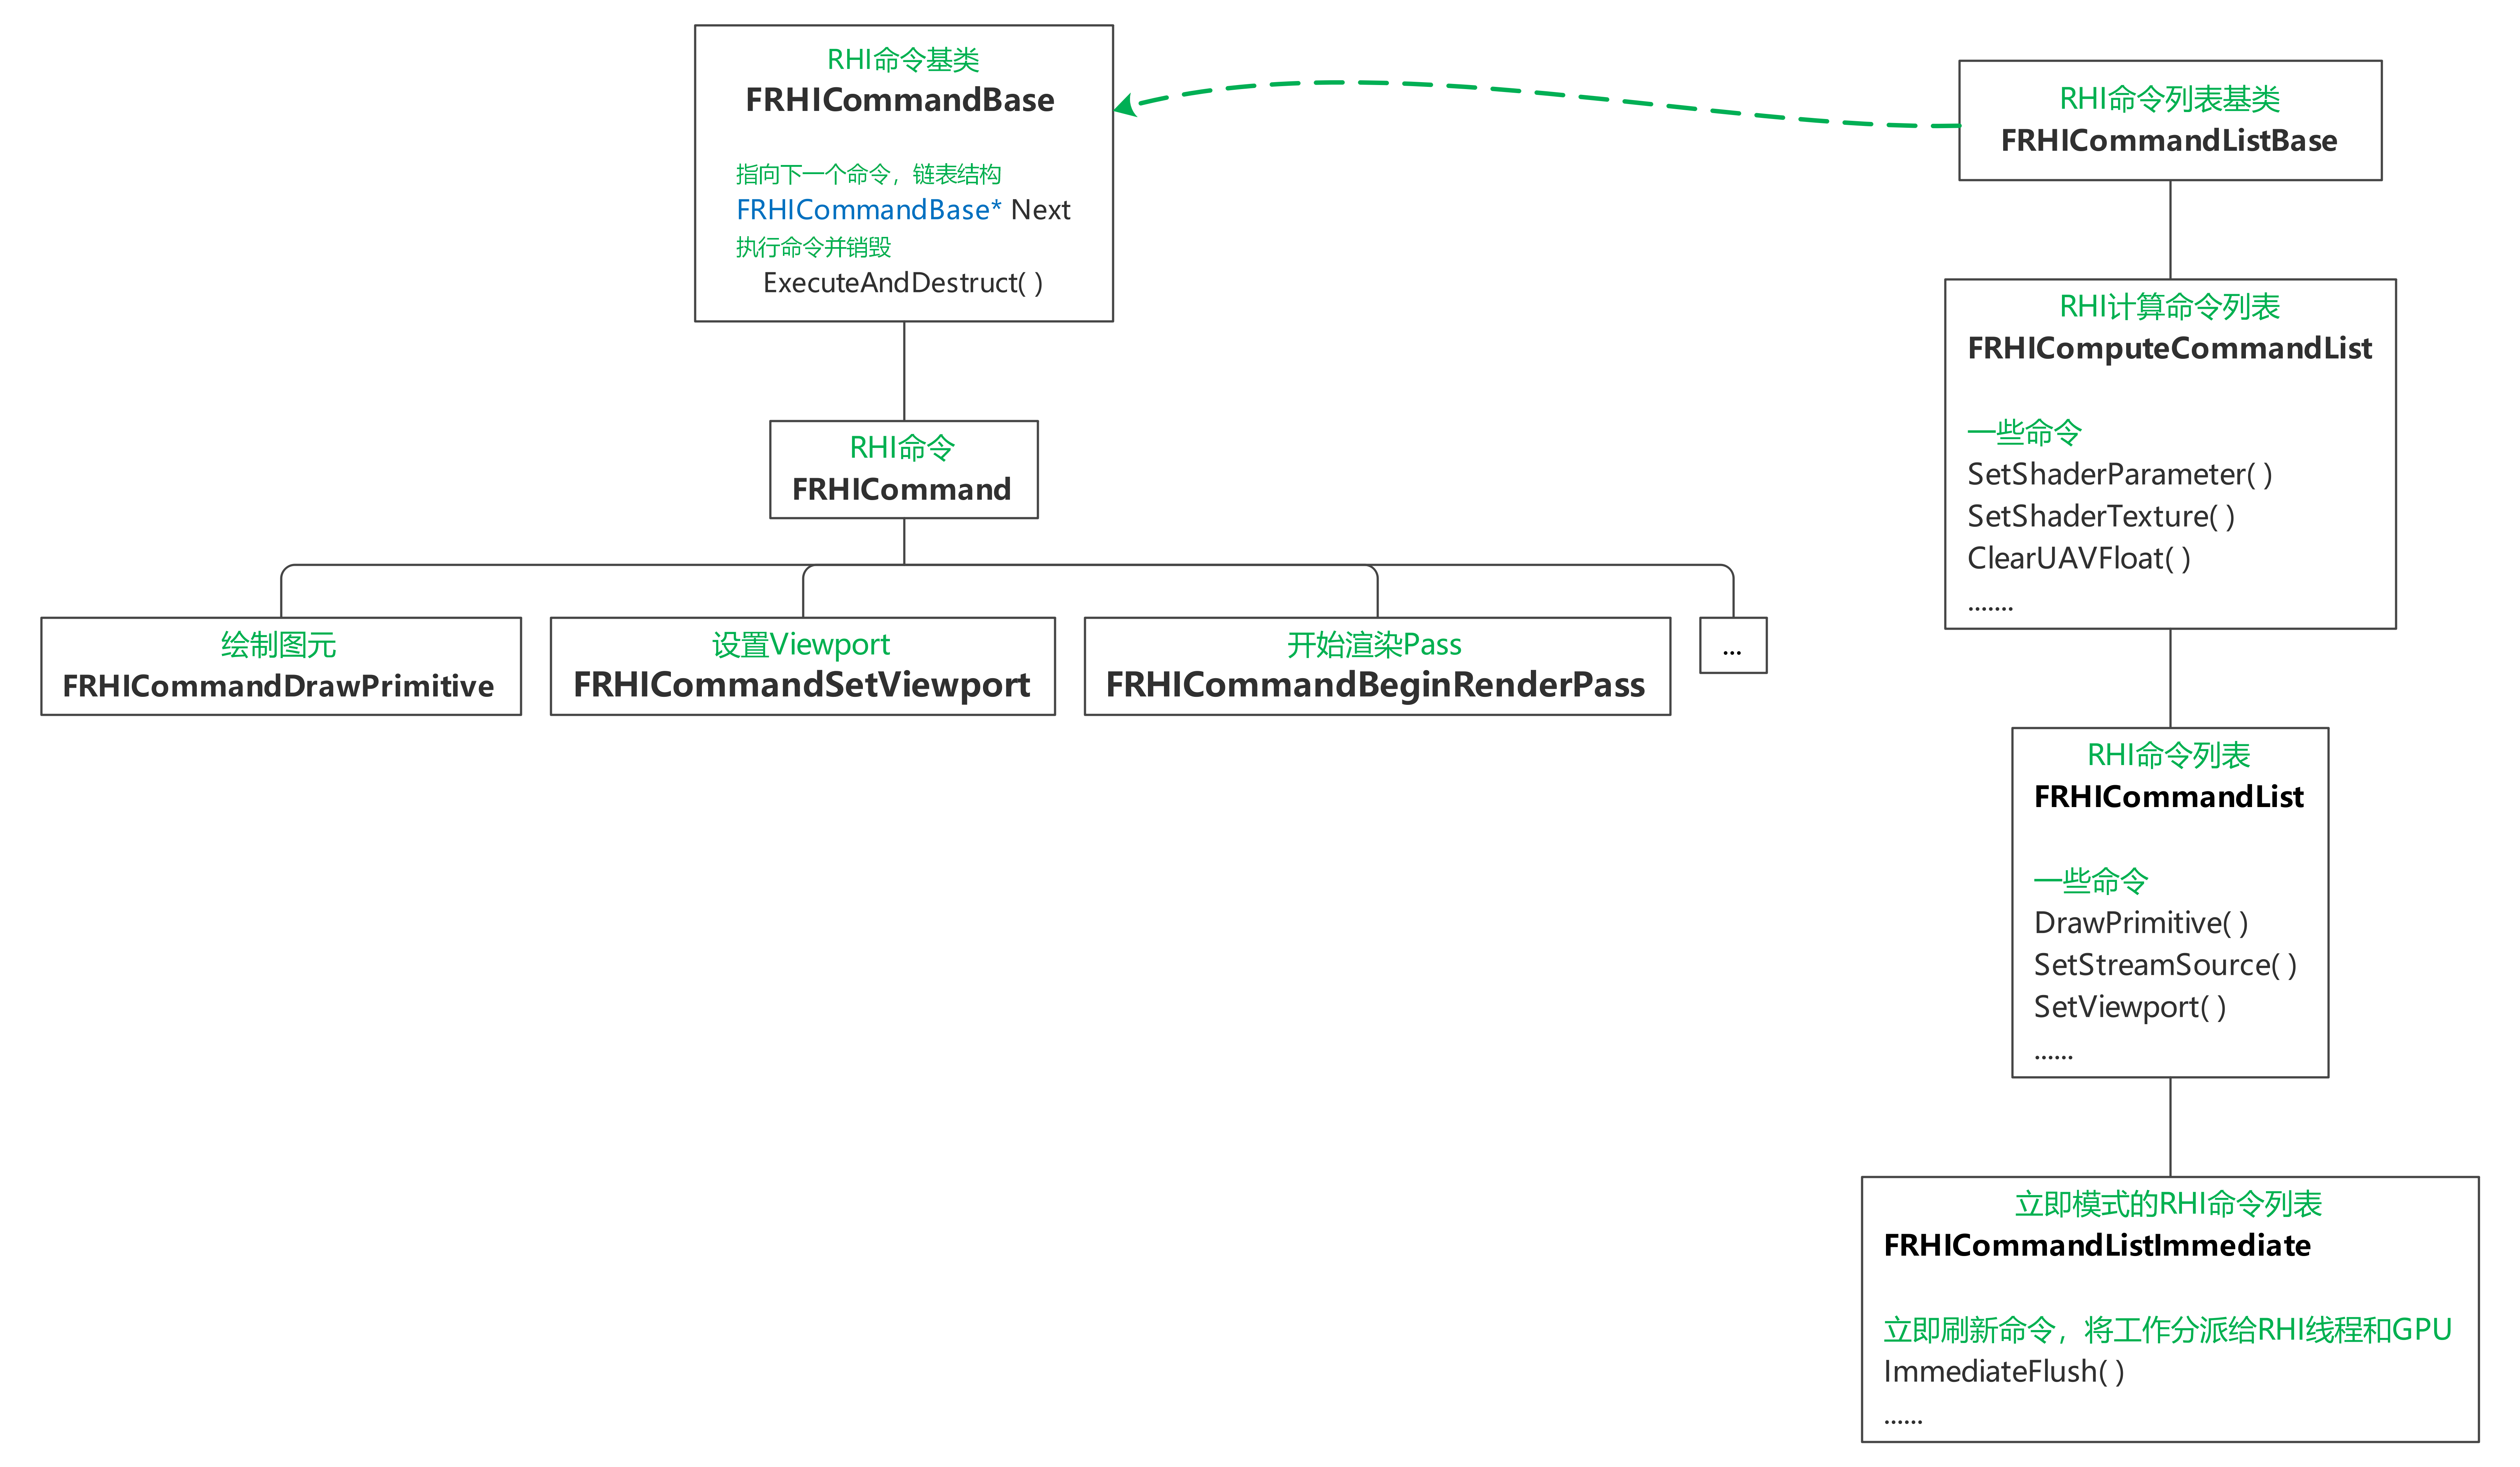 RHI命令基类
FRHICommandBase
指向下一个命令，链表结构
FRHICommandBase* Next
执行命令并销毁
ExecuteAndDestruct( )
RHI命令
FRHICommand
绘制图元
FRHICommandDrawPrimitive
设置Viewport
FRHICommandSetViewport
开始渲染Pass
FRHICommandBeginRenderPass
...
RHI命令列表基类
FRHICommandListBase
RHI计算命令列表
FRHIComputeCommandList
一些命令
SetShaderParameter( )
SetShaderTexture( )
ClearUAVFloat( )
.......
RHI命令列表
FRHICommandList
一些命令
DrawPrimitive( )
SetStreamSource( )
SetViewport( )
......
立即模式的RHI命令列表
FRHICommandListImmediate
立即刷新命令，将工作分派给RHI线程和GPU
ImmediateFlush( )
......